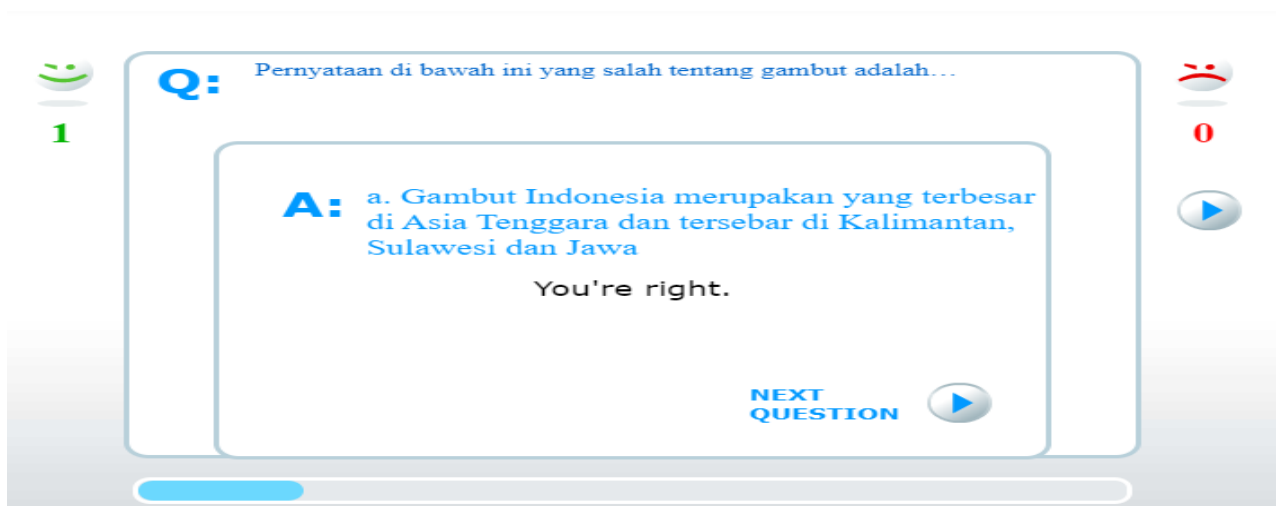 Q: Pernyataan di bawah ini yang salah tentang gambut adalah...
1
0
A: a. Gambut Indonesia merupakan yang terbesar
di Asia Tenggara dan tersebar di Kalimantan,
Sulawesi dan Jawa
You're right.
NEXT
QUESTION